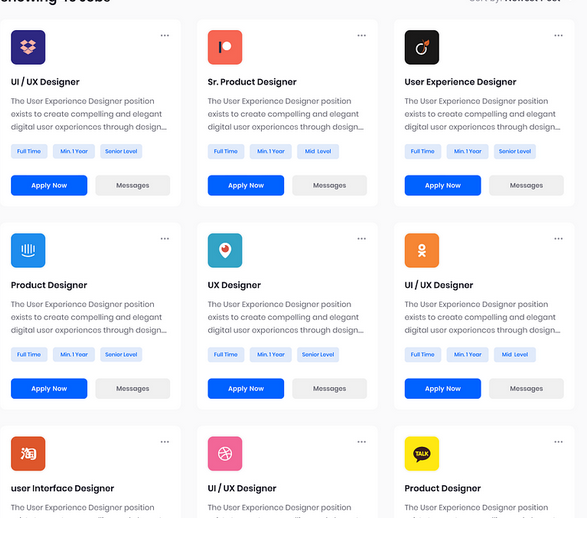 Showing 46 Jobs
Sort by: Newest Post
UI / UX Designer
The User Experience Designer position
exists to create compelling and elegant
digital user experiences through design...
Full Time
Min. 1 Year
Senior Level
Apply Now
Messages
Sr. Product Designer
The User Experience Designer position
exists to create compelling and elegant
digital user experiences through design...
Full Time
Min. 1 Year
Mid Level
Apply Now
Messages
User Experience Designer
The User Experience Designer position
exists to create compelling and elegant
digital user experiences through design...
Full Time
Min. 1 Year
Senior Level
Apply Now
Messages
Product Designer
The User Experience Designer position
exists to create compelling and elegant
digital user experiences through design...
Full Time
Min. 1 Year
Senior Level
Apply Now
Messages
UX Designer
The User Experience Designer position
exists to create compelling and elegant
digital user experiences through design...
Full Time
Min. 1 Year
Senior Level
Apply Now
Messages
UI / UX Designer
The User Experience Designer position
exists to create compelling and elegant
digital user experiences through design...
Full Time
Min. 1 Year
Mid Level
Apply Now
Messages
淘
user Interface Designer
The User Experience Designer position
UI / UX Designer
The User Experience Designer position
TALK
Product Designer
The User Experience Designer position